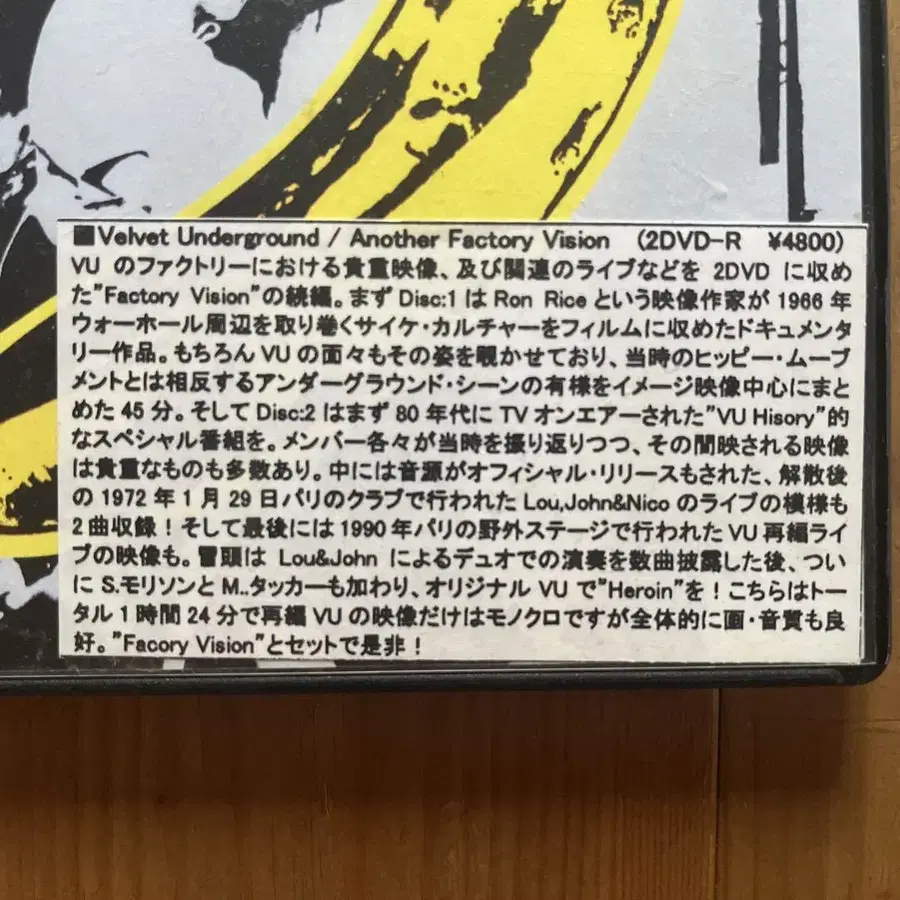 ■Velvet Underground / Another Factory Vision (2DVD-R ¥4800)
VU のファクトリーにおける貴重映像、及び関連のライブなどを 2DVD に収め
た"Factory Vision"の続編。まず Disc:1 は Ron Rice という映像作家が 1966 年
ウォーホール周辺を取り巻くサイケ・カルチャーをフィルムに収めたドキュメンタ
リー作品。もちろん VU の面々もその姿を覗かせており、当時のヒッピー・ムーブ
メントとは相反するアンダーグラウンド・シーンの有様をイメージ映像中心にまと
めた 45 分。そして Disc:2 はまず 80 年代に TV オンエアーされた"VU Hisory"的
なスペシャル番組を。メンバー各々が当時を振り返りつつ、その間映される映像
は貴重なものも多数あり。中には音源がオフィシャル・リリースもされた、解散後
の 1972 年 1 月 29 日パリのクラブで行われた Lou,John&Nico のライブの模様も
2 曲収録！そして最後には 1990 年パリの野外ステージで行われた VU 再編ライ
ブの映像も。冒頭は Lou&John によるデュオでの演奏を数曲披露した後、つい
に S.モリソンと M..タッカーも加わり、オリジナル VU で"Heroin"を！こちらはトー
タル 1 時間 24 分で再編 VU の映像だけはモノクロですが全体的に画・音質も良
好。"Facory Vision"とセットで是非！